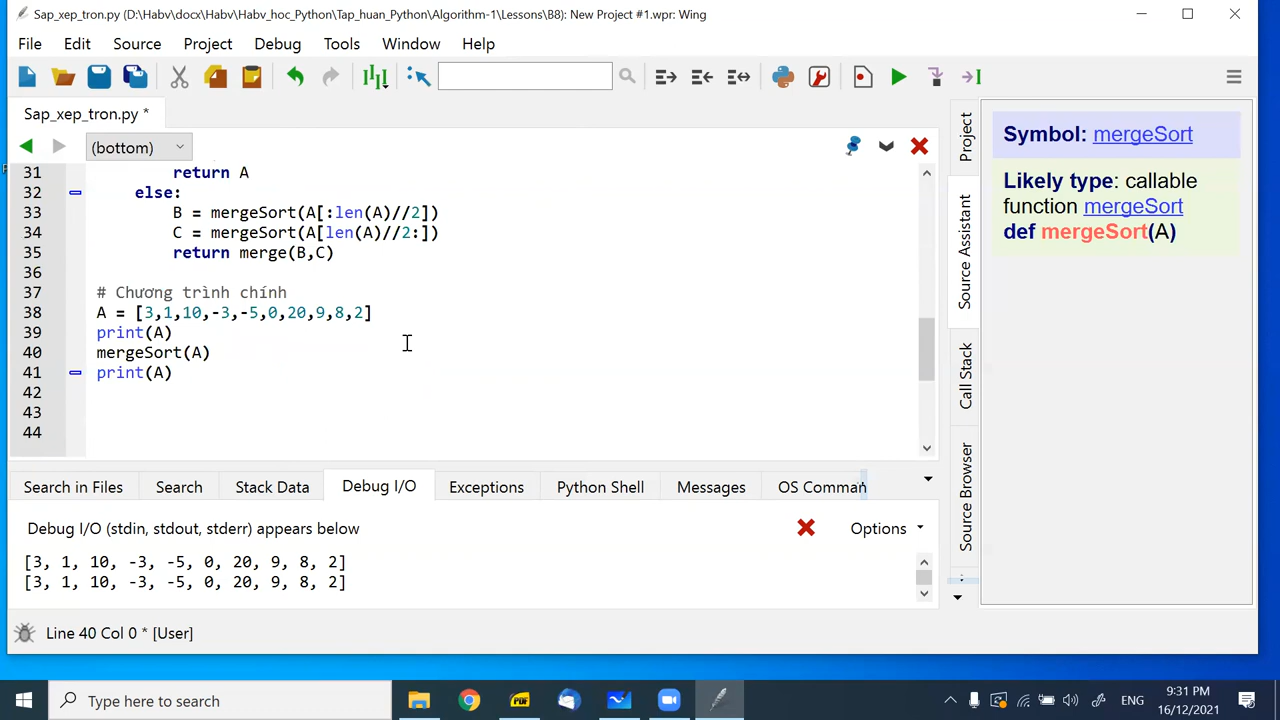 Sap_xep_tron.py (D:\Habv\docx\Habv\Habv_hoc_Python\Tap_huan_Python\Algorithm-1\Lessons\B8): New Project #1.wpr: Wing
File Edit Source Project Debug Tools Window Help
Sap_xep_tron.py *
(bottom)
31 return A
32 else:
33 B = mergeSort(A[:len(A)//2])
34 C = mergeSort(A[len(A)//2:])
35 return merge(B,C)
36
37 # Chương trình chính
38 A = [3,1,10,-3,-5,0,20,9,8,2]
39 print(A)
40 mergeSort(A)
41 print(A)
42
43
44
Project
Source Assistant
Call Stack
Source Browser
Symbol: mergeSort
Likely type: callable
function mergeSort
def mergeSort(A)
Search in Files Search Stack Data Debug I/O Exceptions Python Shell Messages OS Comman
Debug I/O (stdin, stdout, stderr) appears below
Options
[3, 1, 10, -3, -5, 0, 20, 9, 8, 2]
[3, 1, 10, -3, -5, 0, 20, 9, 8, 2]
Line 40 Col 0 * [User]
Type here to search
PDF
ENG
9:31 PM
16/12/2021